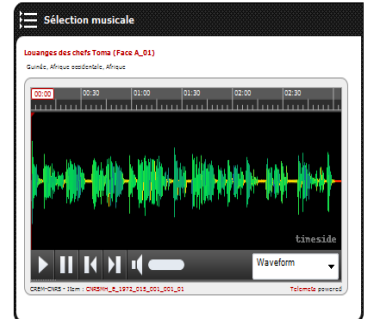 Sélection musicale
Louanges des chefs Toma (Face A_01)
Guinée, Afrique occidentale, Afrique
00:00 00:30 01:00 01:30 02:00 02:30
timeside
Waveform
CREM-CNRS - Item : CNRSMH_E_1972_015_001_001_01 Telemeta powered